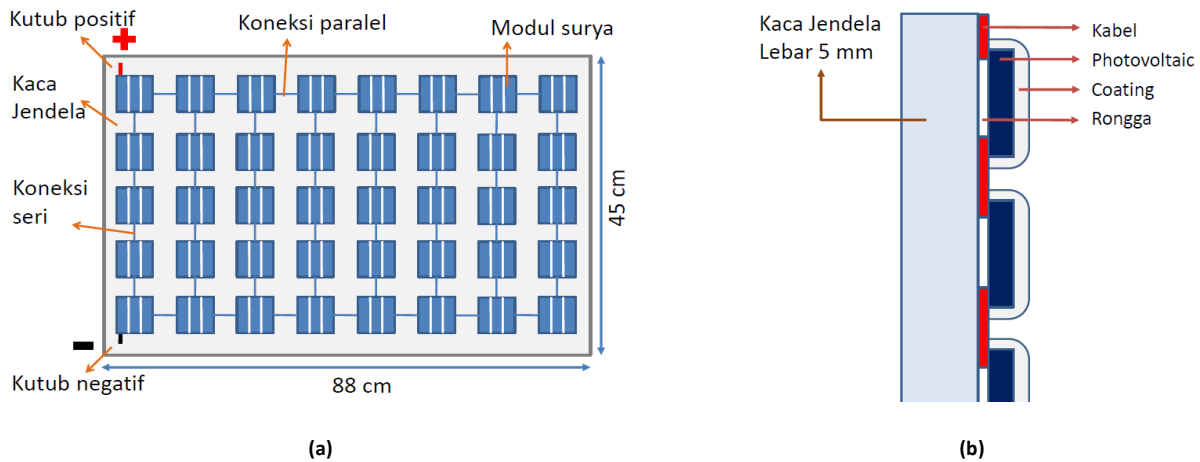 Kutub positif
+
Koneksi paralel
Modul surya
Kaca
Jendela
Koneksi
seri
45 cm
-
Kutub negatif
88 cm
(a)
Kaca Jendela
Lebar 5 mm
Kabel
Photovoltaic
Coating
Rongga
(b)